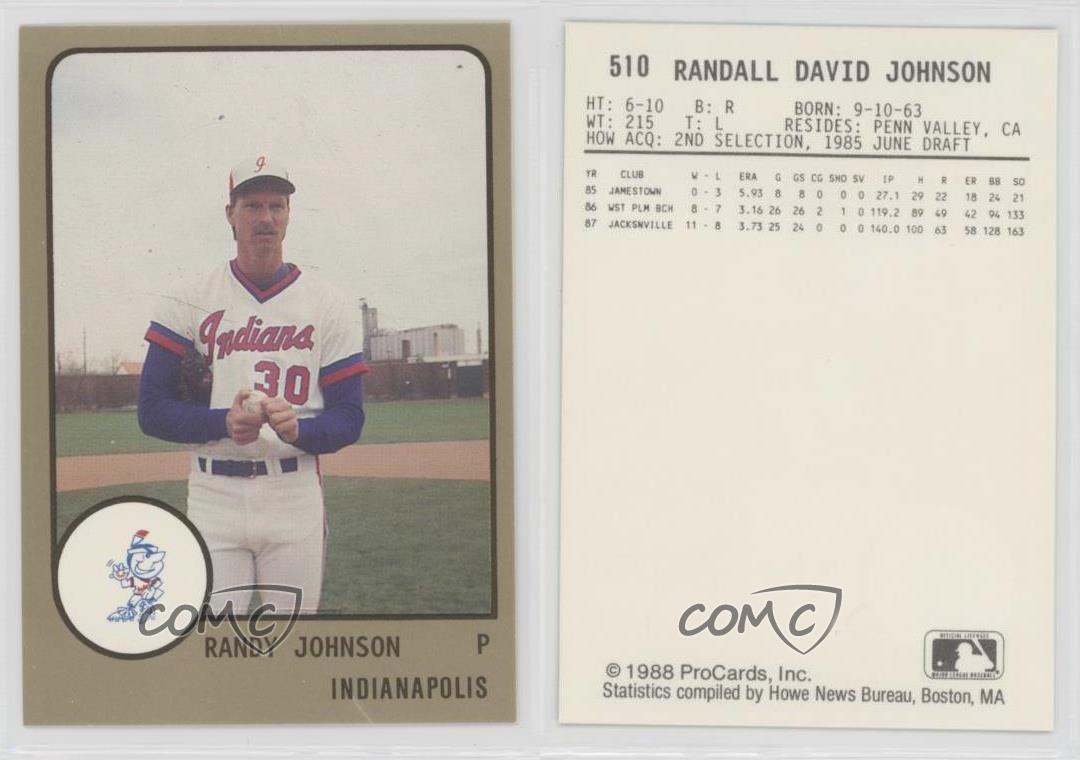 I
Indians
30
COMC
RANDY JOHNSON P
INDIANAPOLIS
510 RANDALL DAVID JOHNSON
HT: 6-10 B: R BORN: 9-10-63
WT: 215 T: L RESIDES: PENN VALLEY, CA
HOW ACQ: 2ND SELECTION, 1985 JUNE DRAFT
YR CLUB W - L ERA G GS CG SHO SV IP H R ER BB SO
85 JAMESTOWN 0 - 3 5.93 8 8 0 0 0 27.1 29 22 18 24 21
86 WST PLM BCH 8 - 7 3.16 26 26 2 1 0 119.2 89 49 42 94 133
87 JACKSNVILLE 11 - 8 3.73 25 24 0 0 0 140.0 100 63 58 128 163
COMC
OFFICIAL LICENSEE
MAJOR LEAGUE BASEBALL
© 1988 ProCards, Inc.
Statistics compiled by Howe News Bureau, Boston, MA